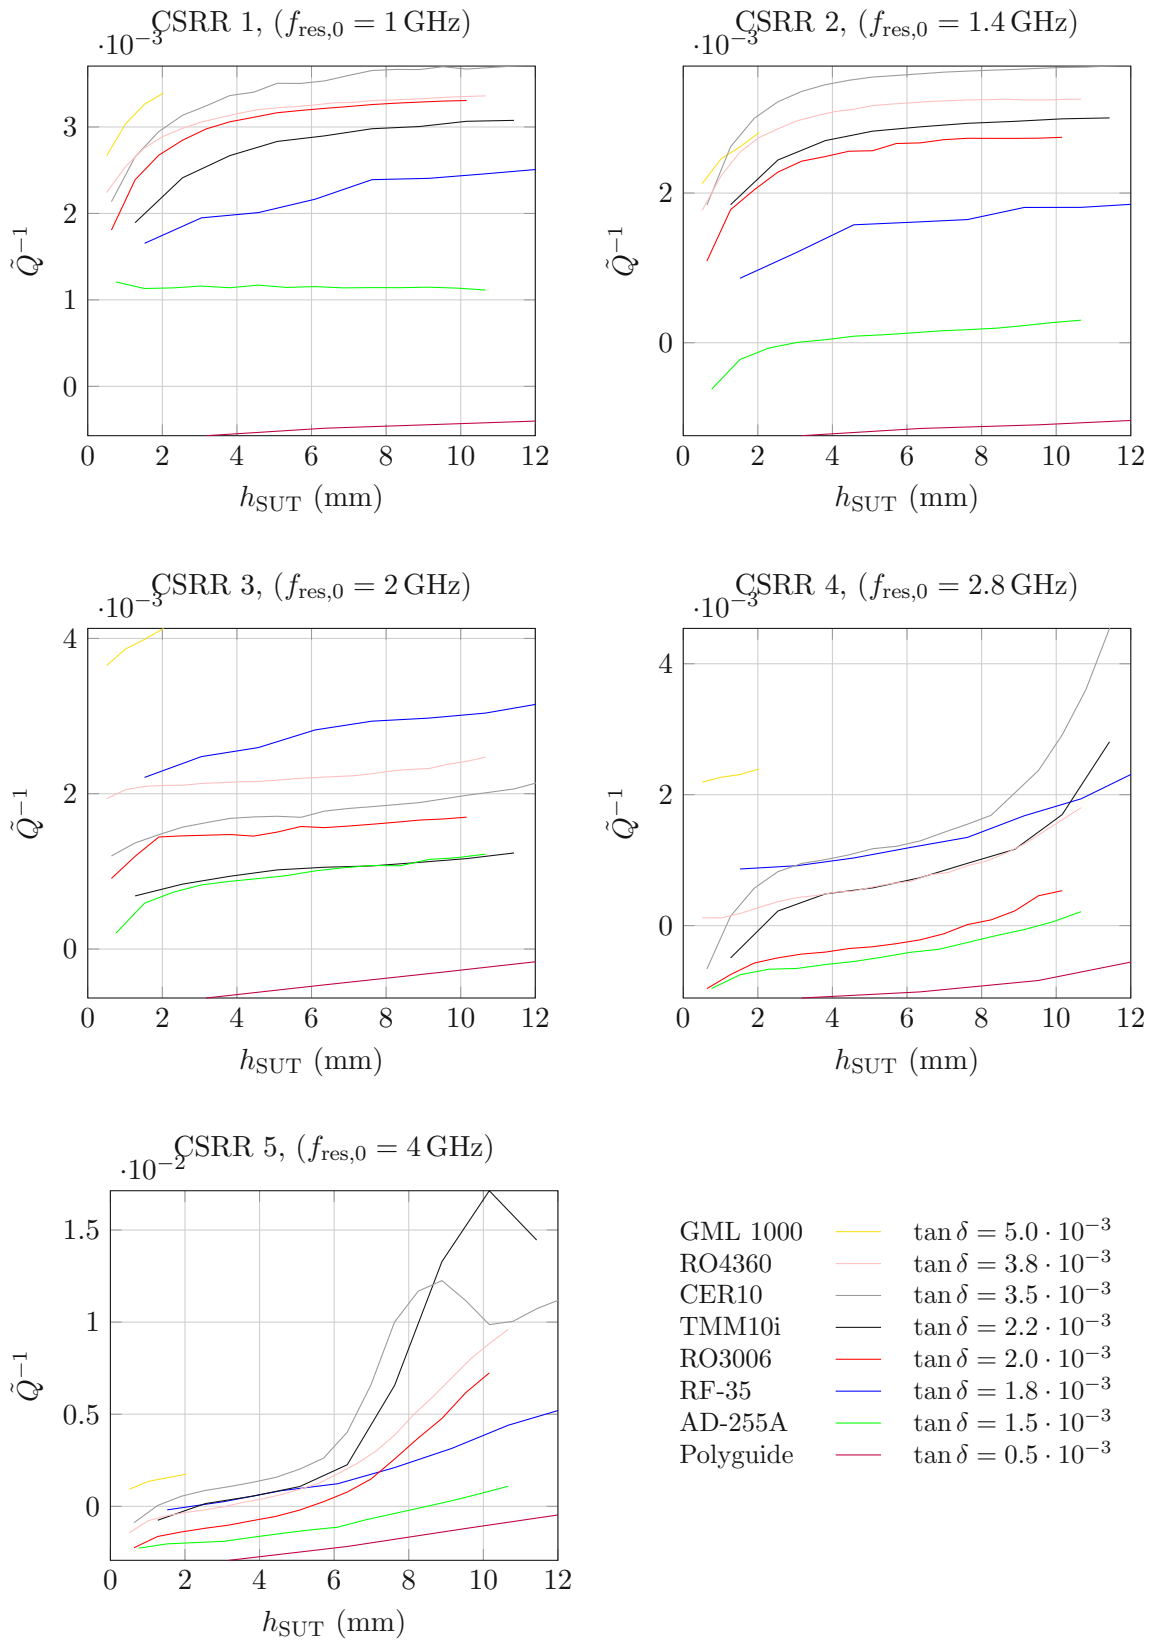 CSRR 1, (f_res,0 = 1 GHz)
·10⁻³
3
2
1
0
Q̃⁻¹
0 2 4 6 8 10 12
h_SUT (mm)
CSRR 2, (f_res,0 = 1.4 GHz)
·10⁻³
2
0
Q̃⁻¹
0 2 4 6 8 10 12
h_SUT (mm)
CSRR 3, (f_res,0 = 2 GHz)
·10⁻³
4
2
0
Q̃⁻¹
0 2 4 6 8 10 12
h_SUT (mm)
CSRR 4, (f_res,0 = 2.8 GHz)
·10⁻³
4
2
0
Q̃⁻¹
0 2 4 6 8 10 12
h_SUT (mm)
CSRR 5, (f_res,0 = 4 GHz)
·10⁻²
1.5
1
0.5
0
Q̃⁻¹
0 2 4 6 8 10 12
h_SUT (mm)
GML 1000 tan δ = 5.0 · 10⁻³
RO4360 tan δ = 3.8 · 10⁻³
CER10 tan δ = 3.5 · 10⁻³
TMM10i tan δ = 2.2 · 10⁻³
RO3006 tan δ = 2.0 · 10⁻³
RF-35 tan δ = 1.8 · 10⁻³
AD-255A tan δ = 1.5 · 10⁻³
Polyguide tan δ = 0.5 · 10⁻³